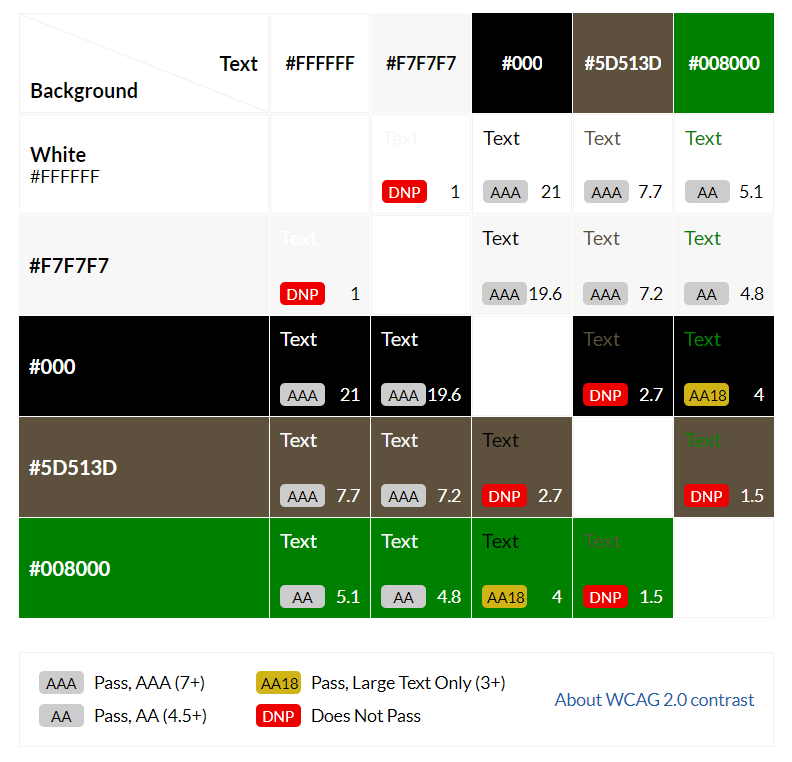 Text #FFFFFF #F7F7F7 #000 #5D513D #008000
Background
White
#FFFFFF
Text Text Text Text
DNP 1 AAA 21 AAA 7.7 AA 5.1
#F7F7F7
Text Text Text Text
DNP 1 AAA 19.6 AAA 7.2 AA 4.8
#000
Text Text Text Text
AAA 21 AAA 19.6 DNP 2.7 AA18 4
#5D513D
Text Text Text Text
AAA 7.7 AAA 7.2 DNP 2.7 DNP 1.5
#008000
Text Text Text Text
AA 5.1 AA 4.8 AA18 4 DNP 1.5
AAA Pass, AAA (7+) AA18 Pass, Large Text Only (3+)
About WCAG 2.0 contrast
AA Pass, AA (4.5+) DNP Does Not Pass